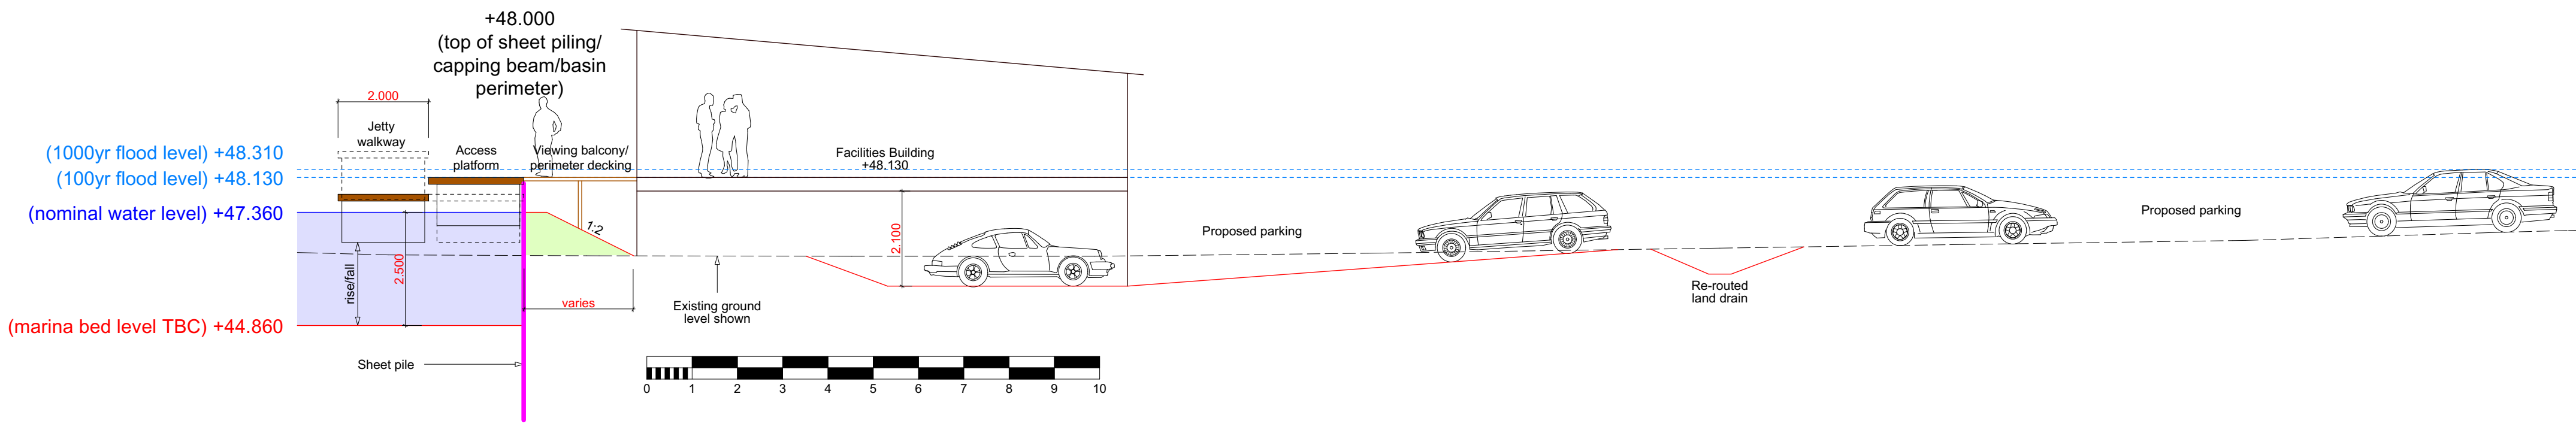 +48.000
(top of sheet piling/
capping beam/basin
perimeter)
2.000
Jetty
walkway
Access
platform
Viewing balcony/
perimeter decking
Facilities Building
+48.130
(1000yr flood level) +48.310
(100yr flood level) +48.130
(nominal water level) +47.360
(marina bed level TBC) +44.860
rise/fall
2.500
1:2
varies
2.100
Existing ground
level shown
Sheet pile
Proposed parking
Re-routed
land drain
Proposed parking
0 1 2 3 4 5 6 7 8 9 10